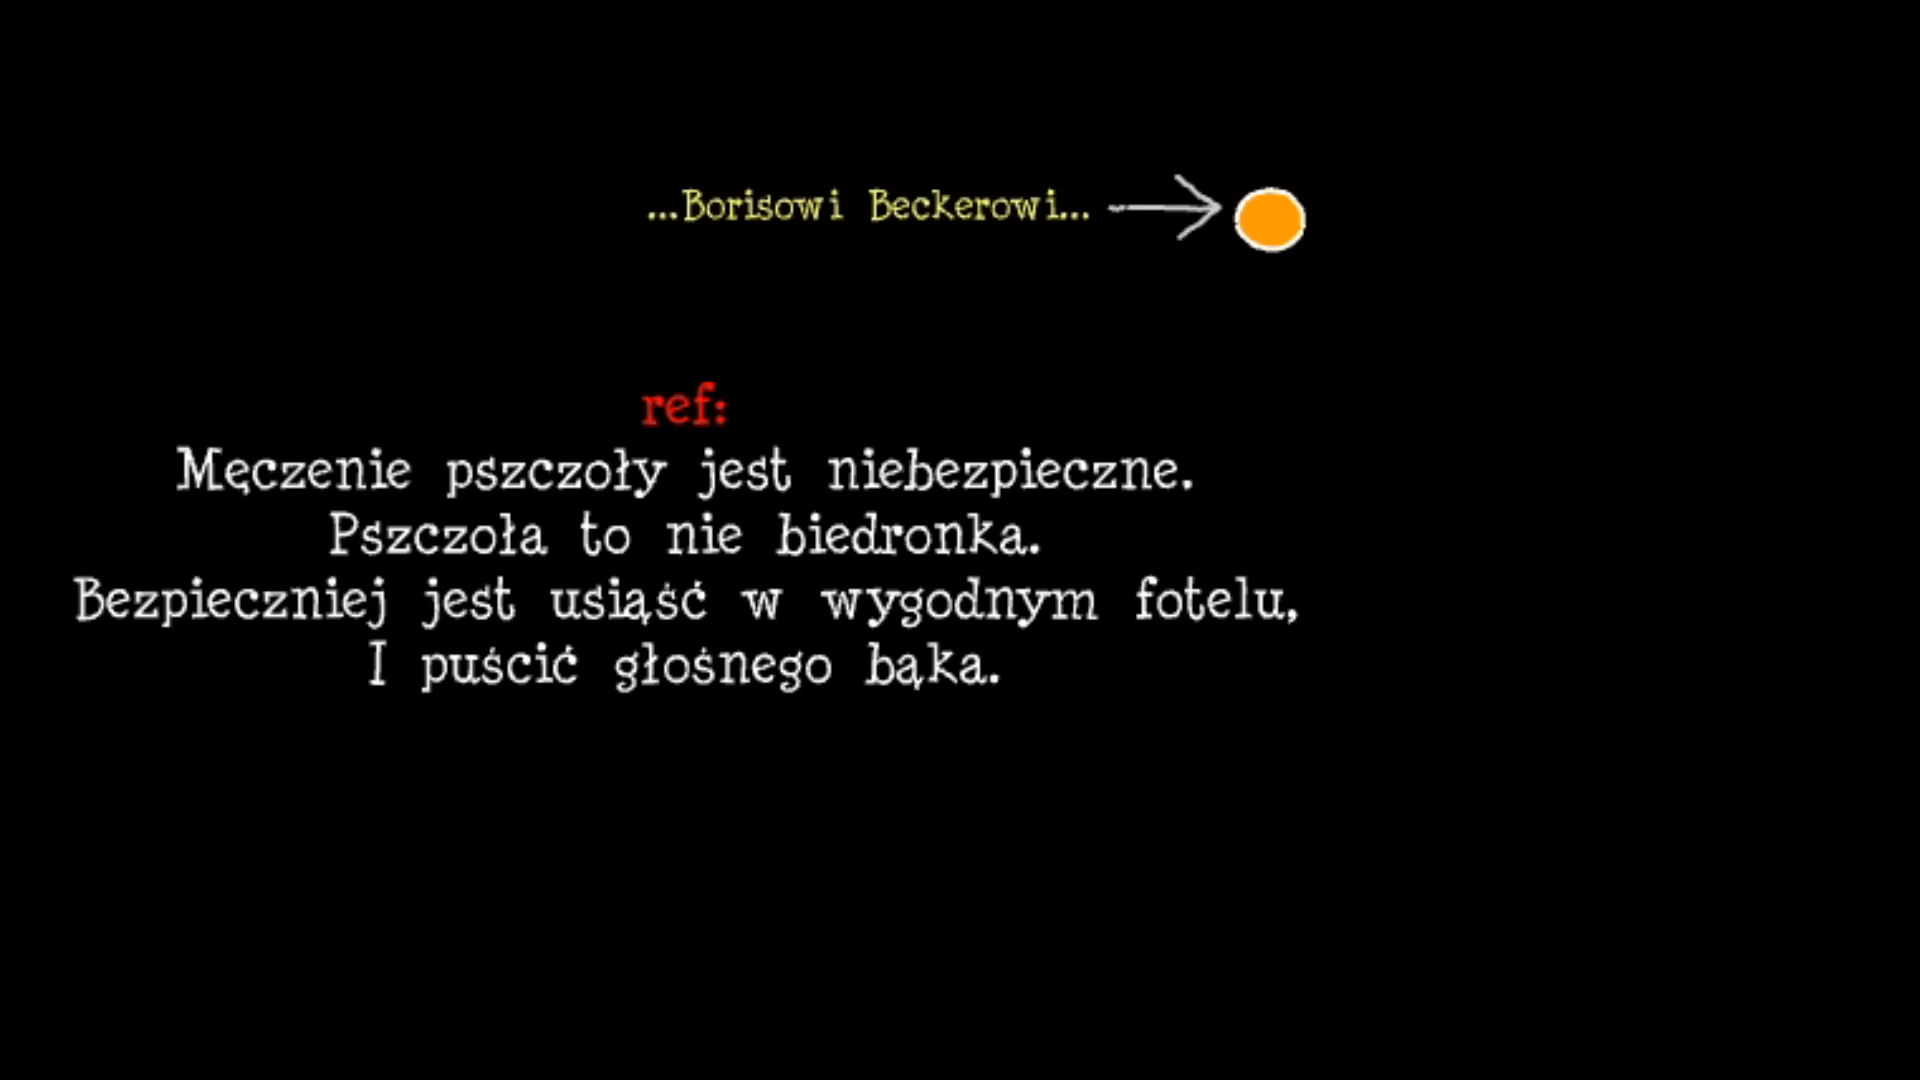 ...Borisowi Beckerowi...
ref:
Męczenie pszczoły jest niebezpieczne.
Pszczoła to nie biedronka.
Bezpieczniej jest usiąść w wygodnym fotelu,
I puścić głośnego bąka.